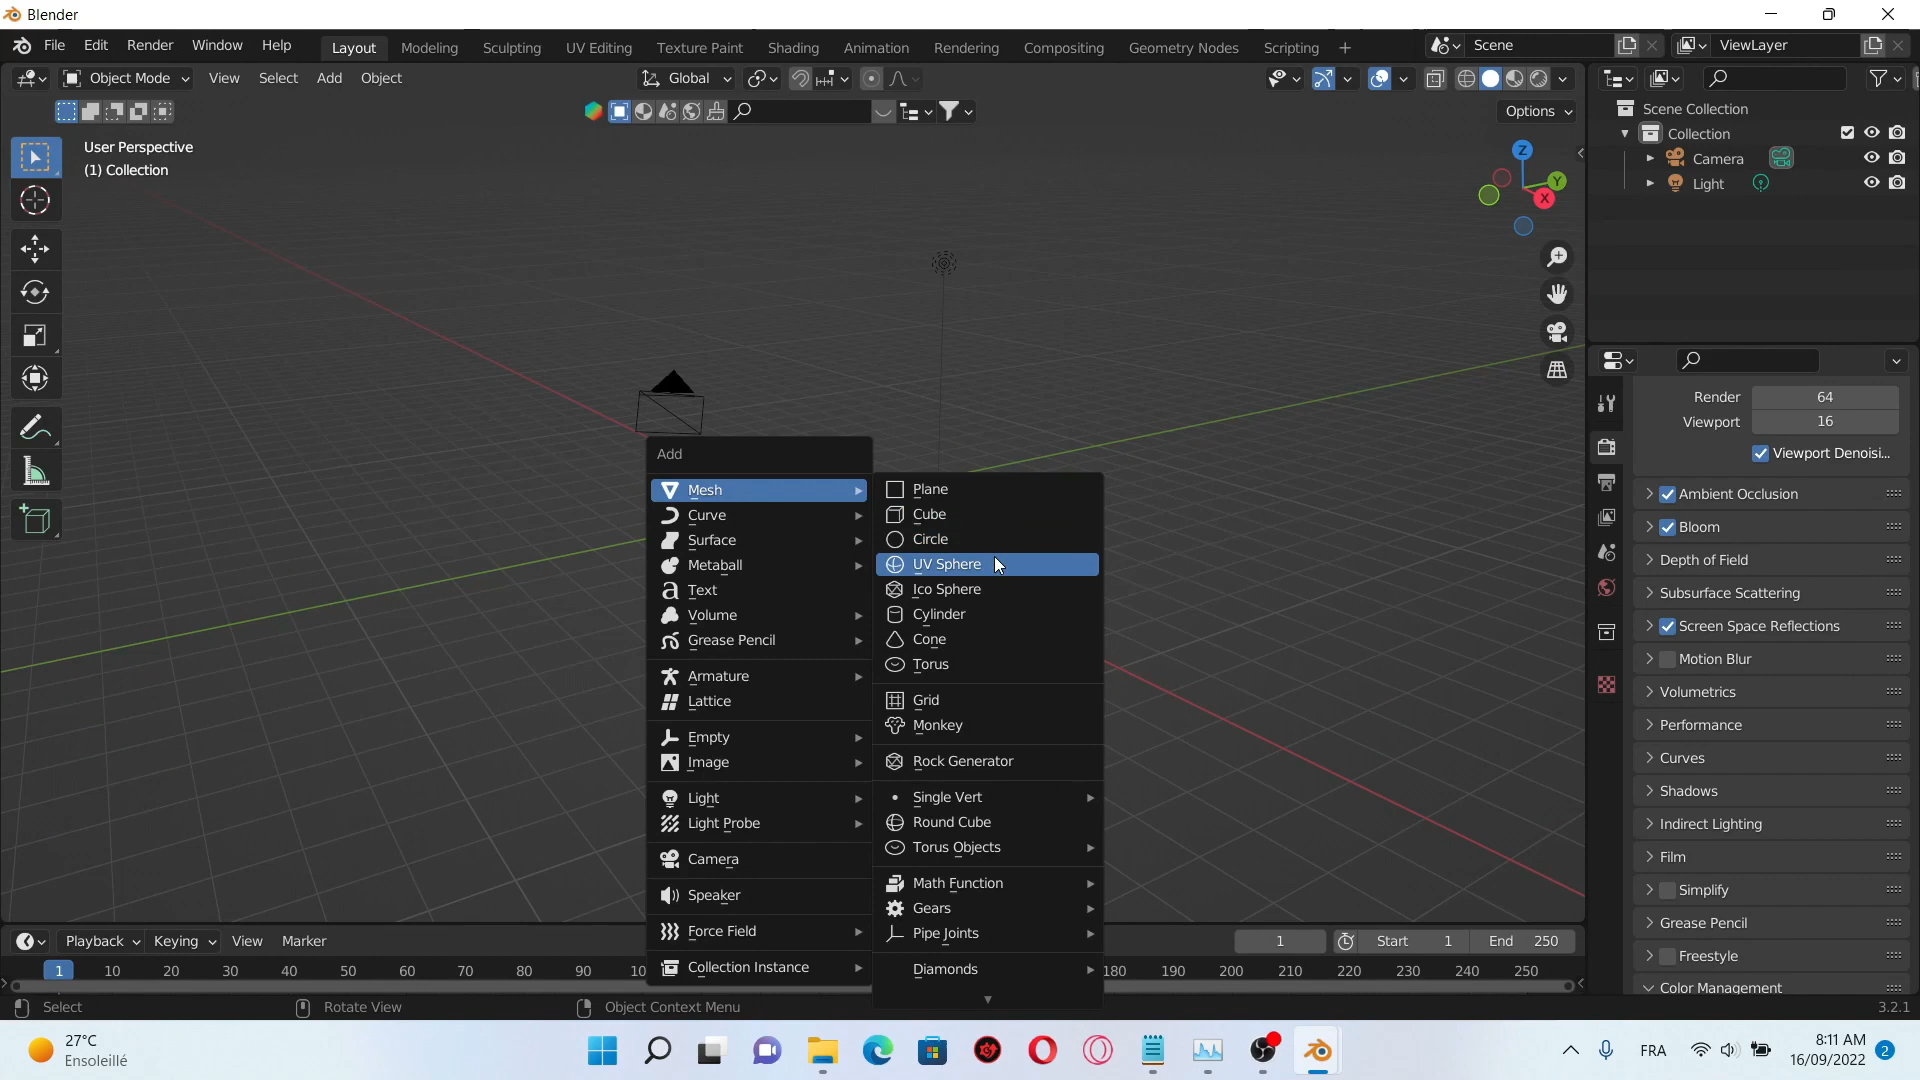 Blender
File Edit Render Window Help Layout Modeling Sculpting UV Editing Texture Paint Shading Animation Rendering Compositing Geometry Nodes Scripting + Scene ViewLayer
Object Mode View Select Add Object Global
Options
User Perspective
(1) Collection
Z
Y
X
Scene Collection
Collection
Camera
Light
Render 64
Viewport 16
Viewport Denoisi...
Ambient Occlusion
Bloom
Depth of Field
Subsurface Scattering
Screen Space Reflections
Motion Blur
Volumetrics
Performance
Curves
Shadows
Indirect Lighting
Film
Simplify
Grease Pencil
Freestyle
Color Management
Add
Mesh
Curve
Surface
Metaball
Text
Volume
Grease Pencil
Armature
Lattice
Empty
Image
Light
Light Probe
Camera
Speaker
Force Field
Collection Instance
Plane
Cube
Circle
UV Sphere
Ico Sphere
Cylinder
Cone
Torus
Grid
Monkey
Rock Generator
Single Vert
Round Cube
Torus Objects
Math Function
Gears
Pipe Joints
Diamonds
Playback Keying View Marker 1 Start 1 End 250
1 10 20 30 40 50 60 70 80 90 180 190 200 210 220 230 240 250
Select Rotate View Object Context Menu 3.2.1
27°C
Ensoleillé
FRA
8:11 AM
16/09/2022
2